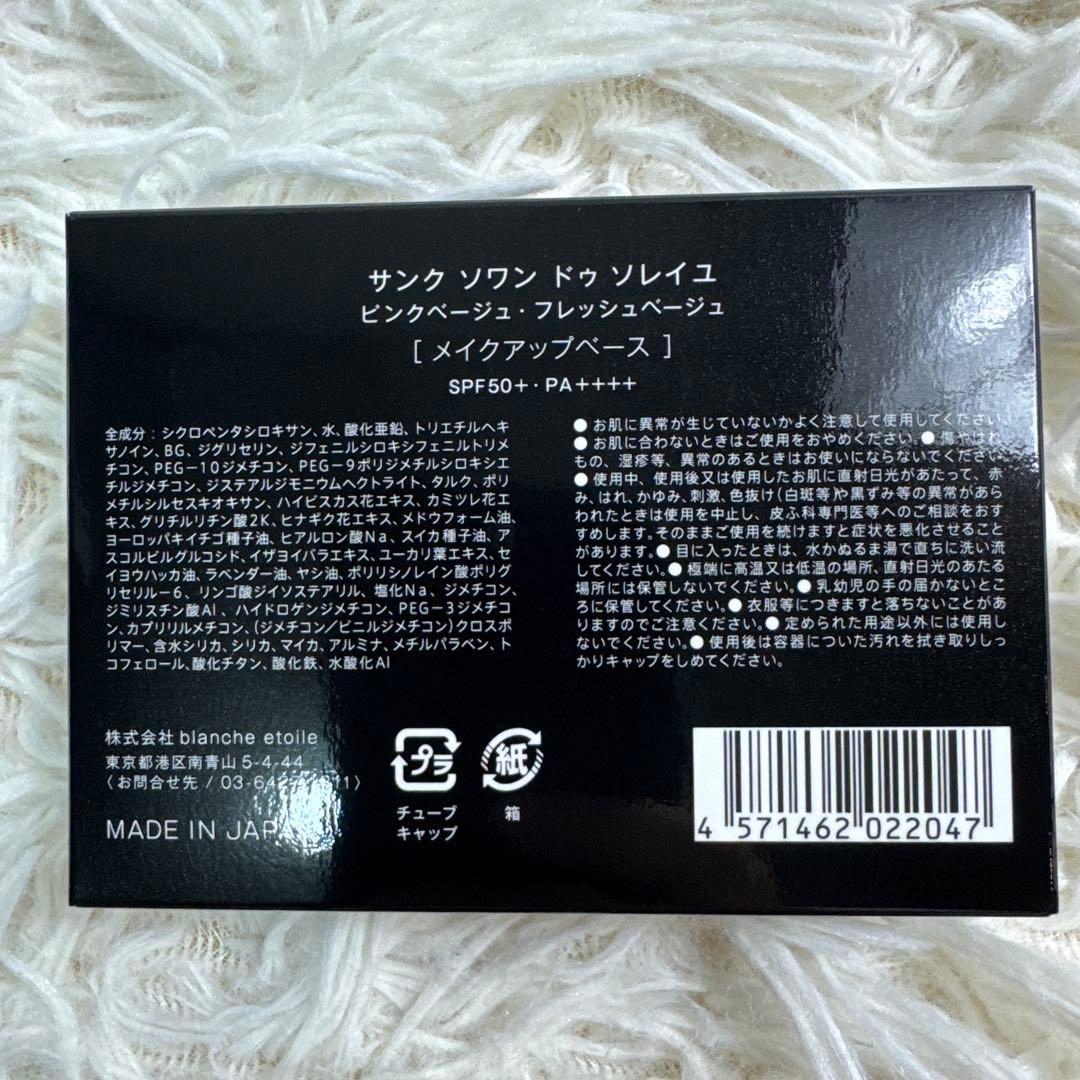 サンク ソワン ドゥ ソレイユ
ピンクベージュ・フレッシュベージュ
[ メイクアップベース ]
SPF50+・PA++++
全成分：シクロペンタシロキサン、水、酸化亜鉛、トリエチルヘキ
サノイン、BG、ジグリセリン、ジフェニルシロキシフェニルトリメ
チコン、PEG-10ジメチコン、PEG-9ポリジメチルシロキシエ
チルジメチコン、ジステアルジモニウムヘクトライト、タルク、ポリ
メチルシルセスキオキサン、ハイビスカス花エキス、カミツレ花エ
キス、グリチルリチン酸2K、ヒナギク花エキス、メドウフォーム油、
ヨーロッパキイチゴ種子油、ヒアルロン酸Na、スイカ種子油、ア
スコルビルグルコシド、イザヨイバラエキス、ユーカリ葉エキス、セ
イヨウハッカ油、ラベンダー油、ヤシ油、ポリリシノレイン酸ポリグ
リセリル-6、リンゴ酸ジイソステアリル、塩化Na、ジメチコン、
ジミリスチン酸Al、ハイドロゲンジメチコン、PEG-3ジメチコ
ン、カプリリルメチコン、(ジメチコン/ビニルジメチコン)クロスポ
リマー、含水シリカ、シリカ、マイカ、アルミナ、メチルパラベン、ト
コフェロール、酸化チタン、酸化鉄、水酸化Al
●お肌に異常が生じていないかよく注意して使用してください。
●お肌に合わないときはご使用をおやめください。●傷やはれ
もの、湿疹等、異常のあるときはお使いにならないでください。
●使用中、使用後又は使用したお肌に直射日光があたって、赤
み、はれ、かゆみ、刺激、色抜け(白斑等)や黒ずみ等の異常があら
われたときは使用を中止し、皮ふ科専門医等へのご相談をおす
すめします。そのままご使用を続けますと症状を悪化させること
があります。●目に入ったときは、水かぬるま湯で直ちに洗い流
してください。●極端に高温又は低温の場所、直射日光のあたる
場所には保管しないでください。●乳幼児の手の届かないとこ
ろに保管してください。●衣服等につきますと落ちないことがあ
りますのでご注意ください。●定められた用途以外には使用し
ないでください。●使用後は容器についた汚れを拭き取りしっ
かりキャップをしめてください。
株式会社 blanche etoile
東京都港区南青山5-4-44
〈お問合せ先 /
MADE IN JAPAN
プラ
チューブ
キャップ
紙
箱
4 571462 022047